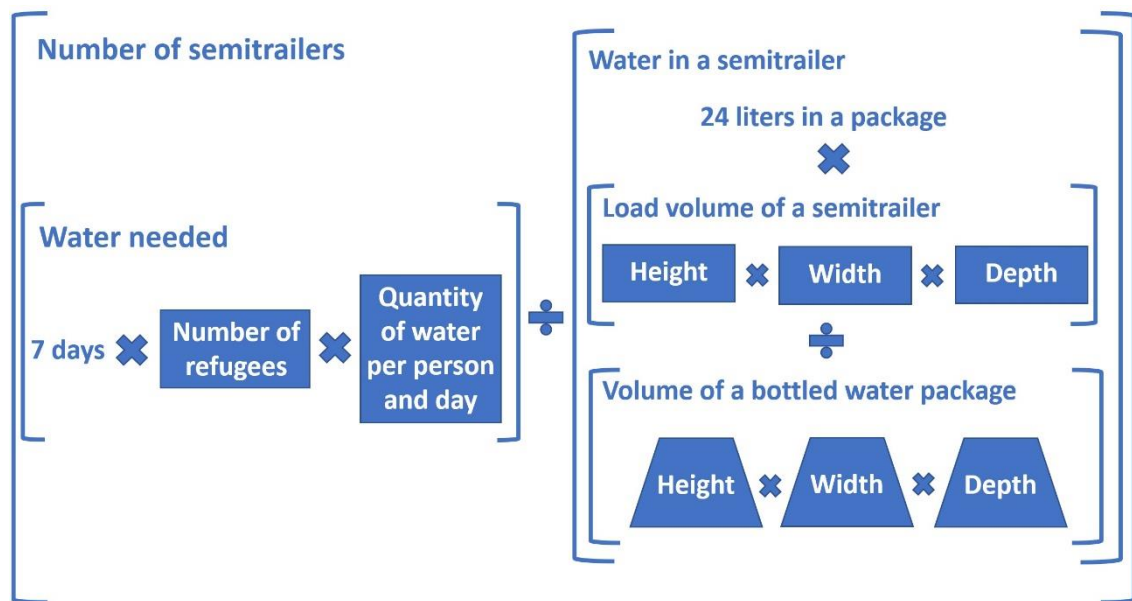 Number of semitrailers
Water needed
7 days ✖ Number of
refugees ✖ Quantity
of water
per person
and day
÷
Water in a semitrailer
24 liters in a package
✖
Load volume of a semitrailer
Height ✖ Width ✖ Depth
÷
Volume of a bottled water package
Height ✖ Width ✖ Depth